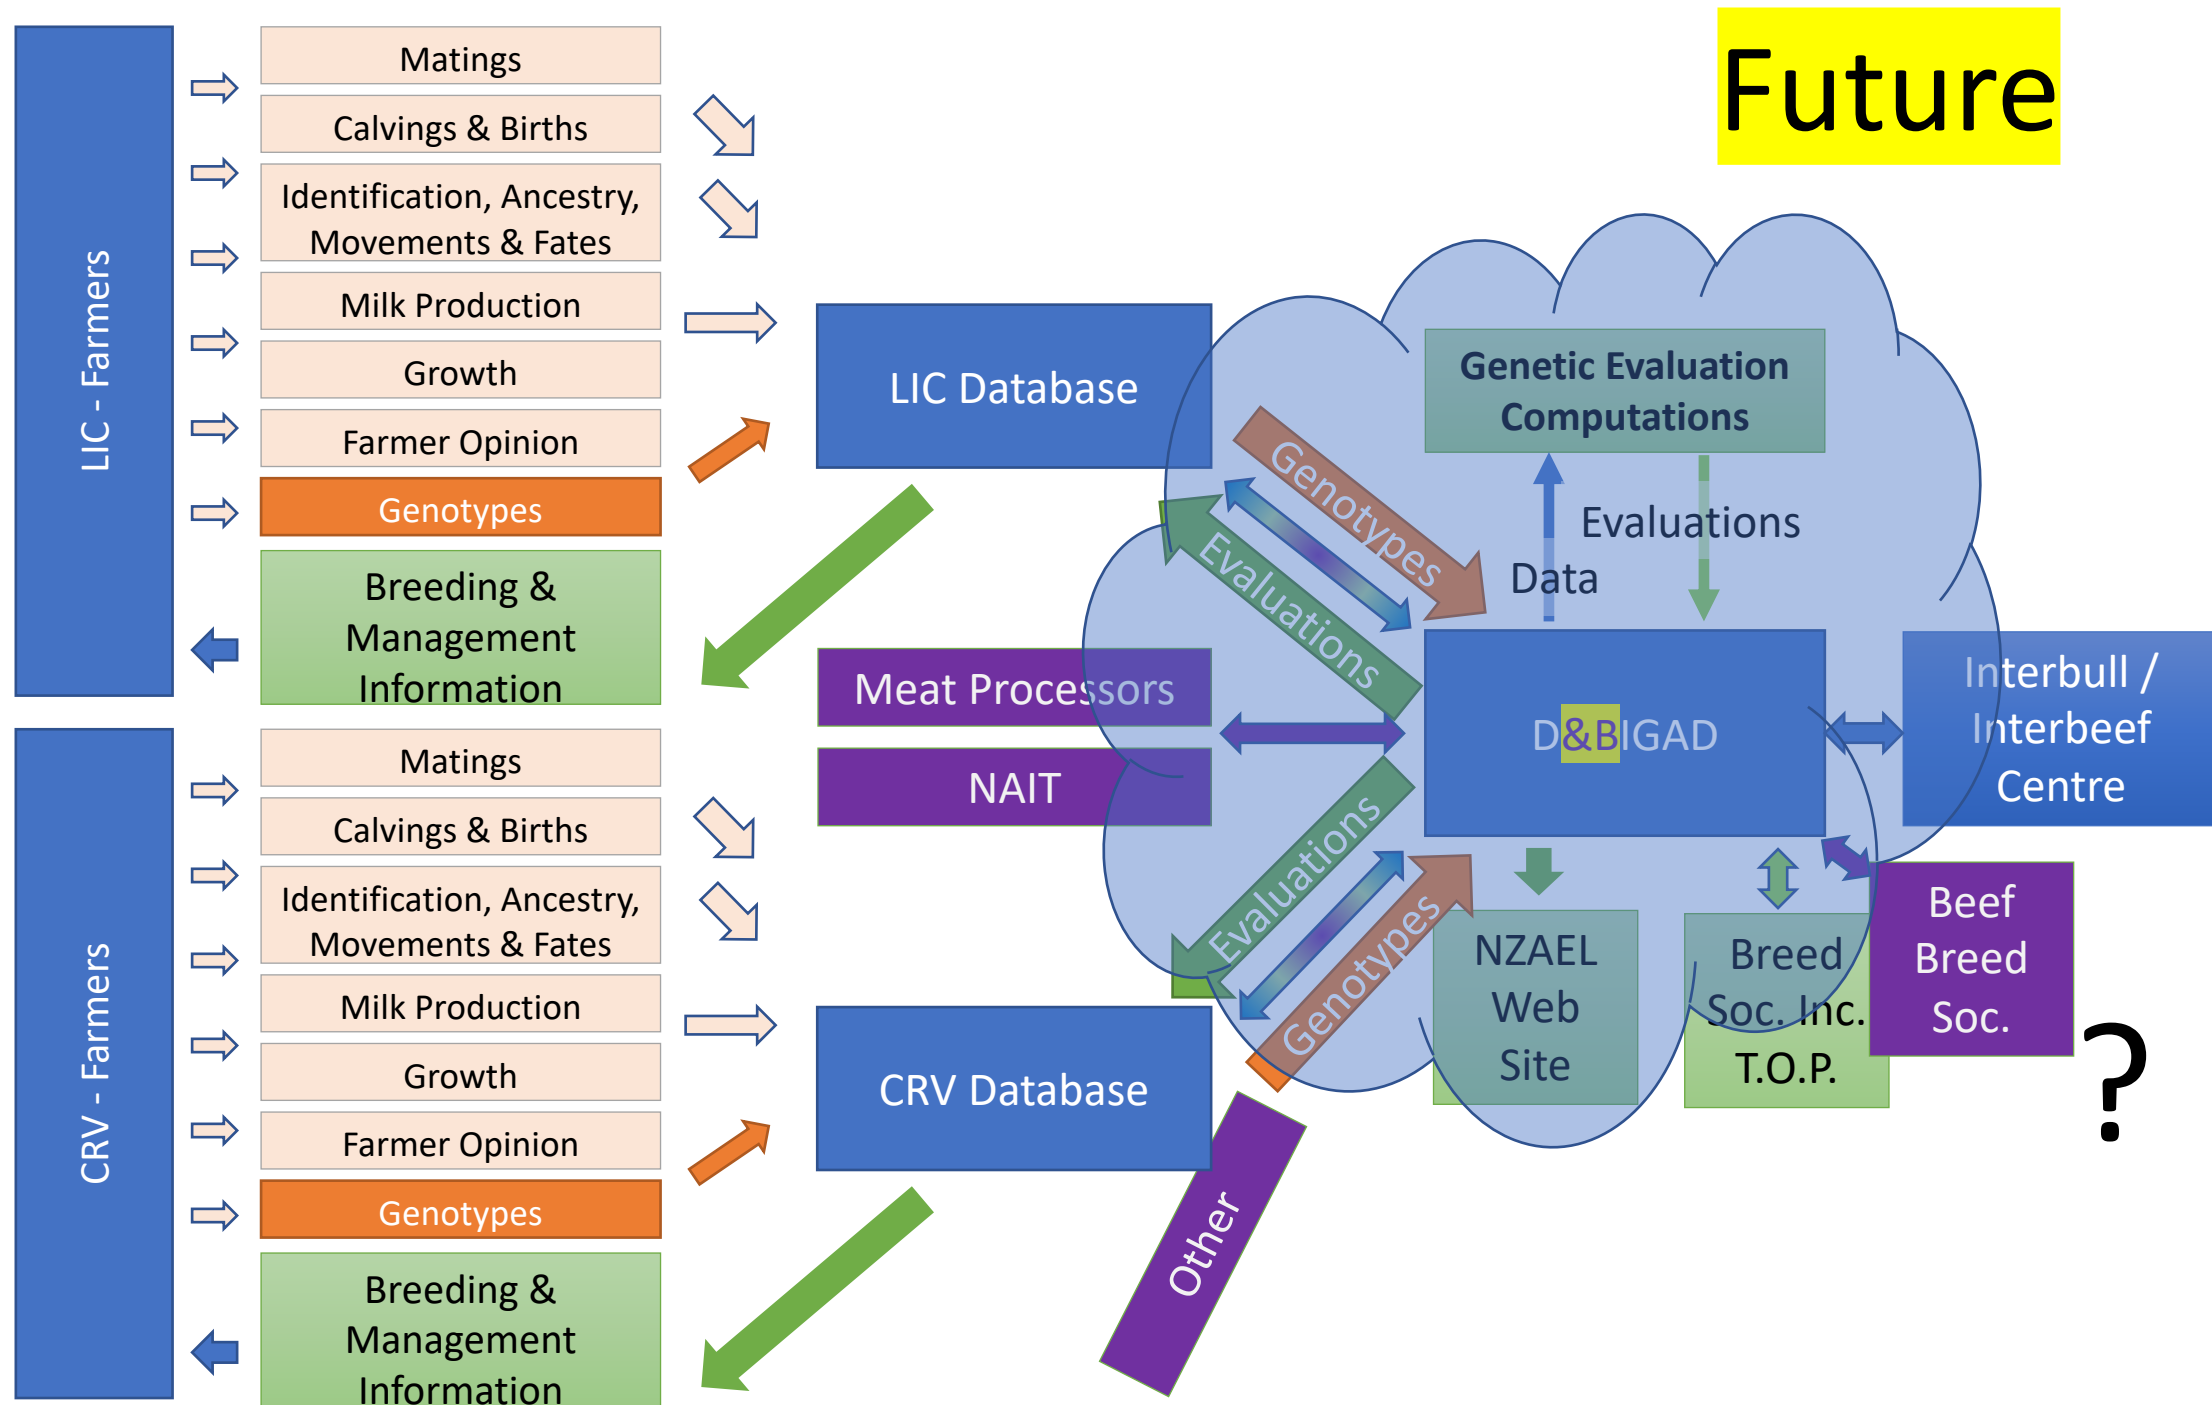 Future
LIC - Farmers
Matings
Calvings & Births
Identification, Ancestry,
Movements & Fates
Milk Production
Growth
Farmer Opinion
Genotypes
Breeding &
Management
Information
CRV - Farmers
Matings
Calvings & Births
Identification, Ancestry,
Movements & Fates
Milk Production
Growth
Farmer Opinion
Genotypes
Breeding &
Management
Information
LIC Database
Meat Processors
NAIT
CRV Database
Other
Genotypes
Evaluations
Evaluations
Genotypes
Genetic Evaluation
Computations
Evaluations
Data
D&BIGAD
Interbull /
Interbeef
Centre
NZAEL
Web
Site
Breed
Soc. Inc.
T.O.P.
Beef
Breed
Soc.
?